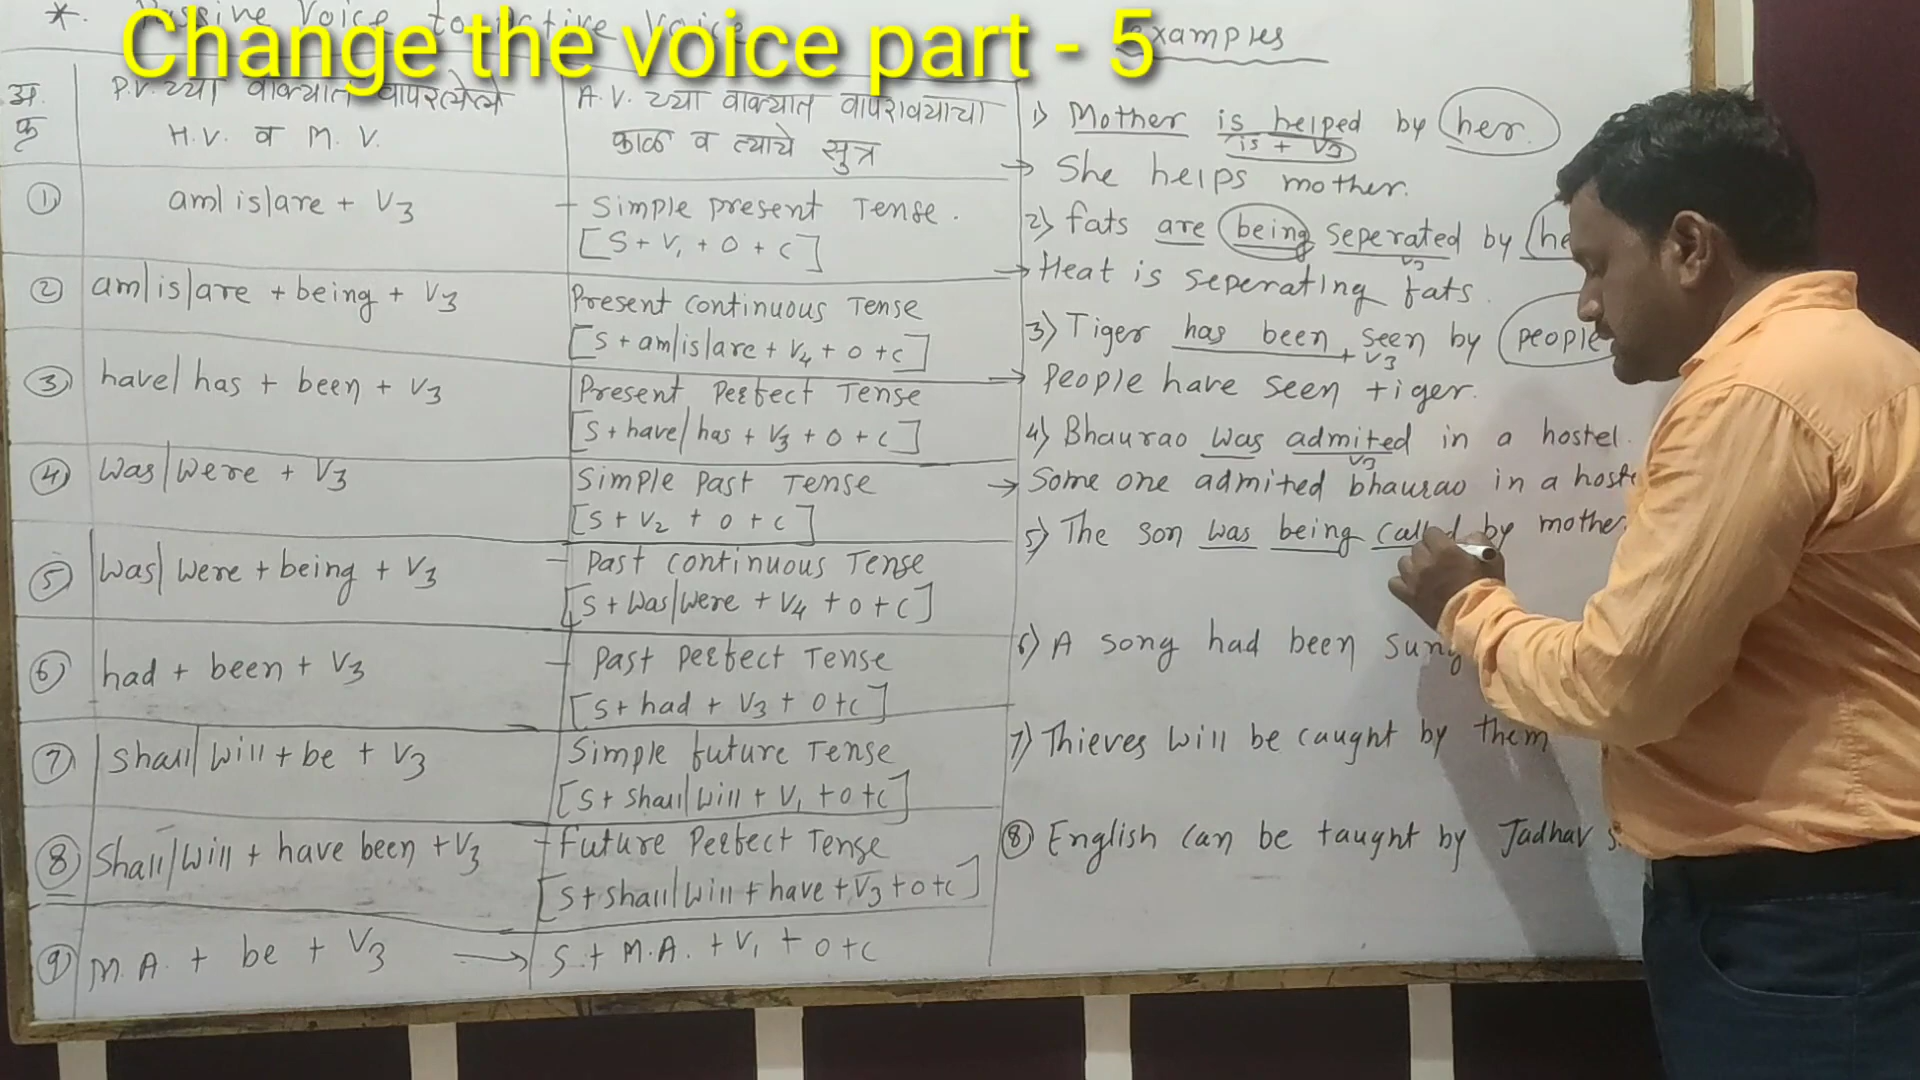 Change the voice part - 5
* Passive Voice to Active Voice
Examples
अ.
क्र
P.V. च्या वाक्यात वापरलेले
H.V. व M. V.
A. V. च्या वाक्यात वापरावयाचा
काळ व त्याचे सुत्र
① am/is/are + V3
- Simple present Tense.
[S + V1 + O + C]
② am/is/are + being + V3
Present continuous Tense
[S + am/is/are + V4 + O + C]
③ have/has + been + V3
Present Perfect Tense
[S + have/has + V3 + O + C]
④ Was/Were + V3
Simple Past Tense
[S + V2 + O + C]
⑤ Was/Were + being + V3
- Past continuous Tense
[S + Was/Were + V4 + O + C]
⑥ had + been + V3
- Past Perfect Tense
[S + had + V3 + O + C]
⑦ Shall/Will + be + V3
Simple future Tense
[S + Shall/Will + V1 + O + C]
⑧ Shall/Will + have been + V3
- Future Perfect Tense
[S + Shall/Will + have + V3 + O + C]
⑨ M.A. + be + V3
→ S + M.A. + V1 + O + C
1) Mother is helped by her.
is + V3
→ She helps mother.
2) fats are being seperated by he
V3
→ Heat is seperating fats.
3) Tiger has been seen by people
+ V3
→ People have seen tiger.
4) Bhaurao was admited in a hostel.
V3
→ Some one admited bhaurao in a hoste
5) The son was being called by mother.
6) A song had been sung
7) Thieves will be caught by them
⑧ English can be taught by Jadhav s